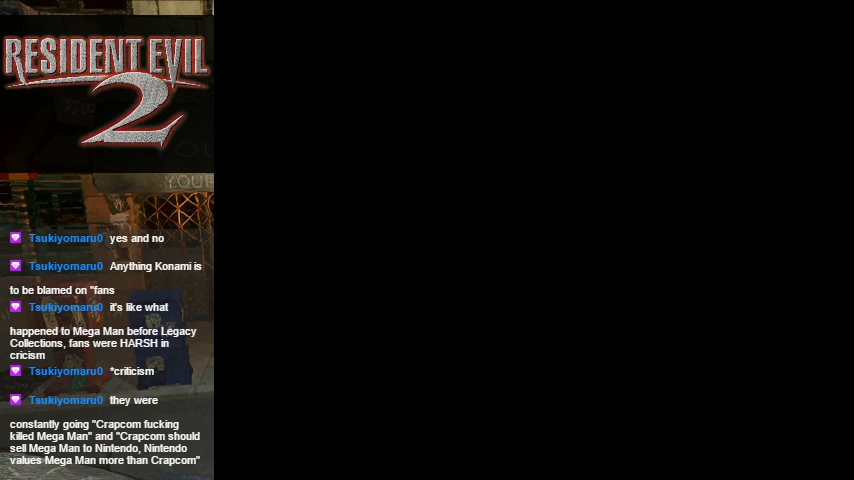 RESIDENT EVIL
2
YOU
YOUR
Tsukiyomaru0 yes and no
Tsukiyomaru0 Anything Konami is
to be blamed on "fans
Tsukiyomaru0 it's like what
happened to Mega Man before Legacy
Collections, fans were HARSH in
cricism
Tsukiyomaru0 *criticism
Tsukiyomaru0 they were
constantly going "Crapcom fucking
killed Mega Man" and "Crapcom should
sell Mega Man to Nintendo, Nintendo
values Mega Man more than Crapcom"